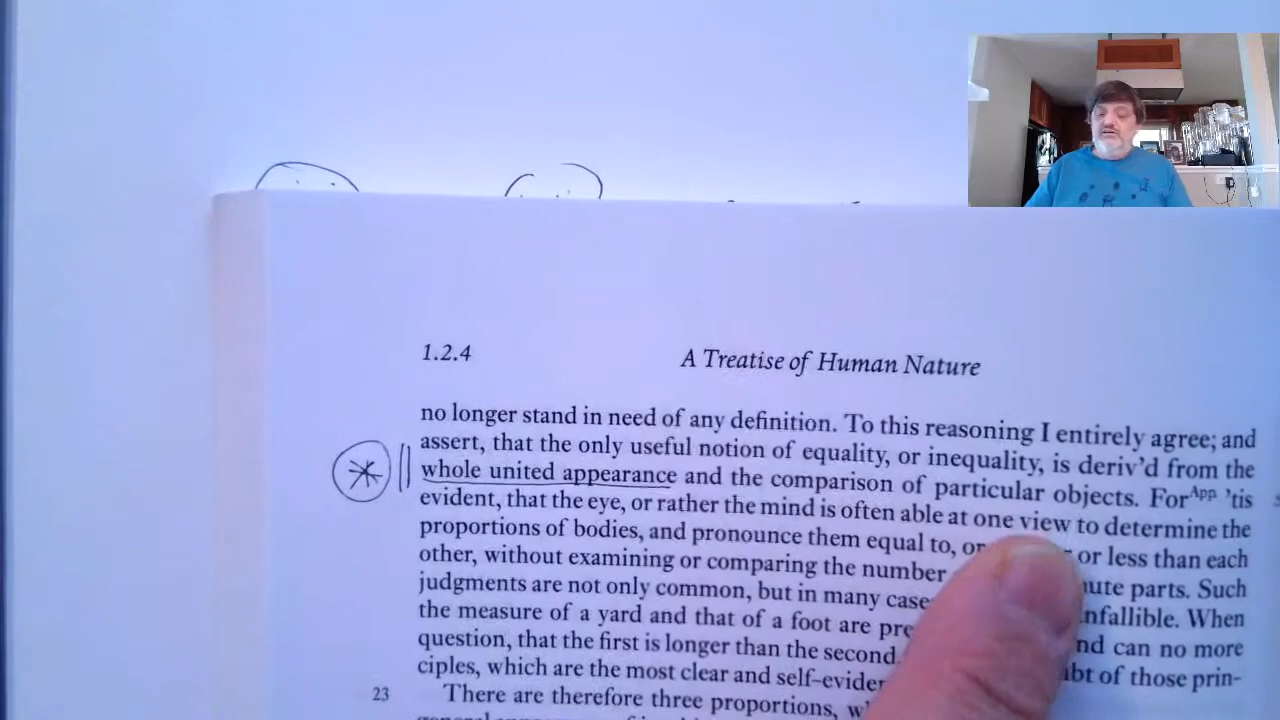 1.2.4 A Treatise of Human Nature
no longer stand in need of any definition. To this reasoning I entirely agree; and
assert, that the only useful notion of equality, or inequality, is deriv'd from the
whole united appearance and the comparison of particular objects. For^App 'tis
evident, that the eye, or rather the mind is often able at one view to determine the
proportions of bodies, and pronounce them equal to, or or less than each
other, without examining or comparing the number parts. Such
judgments are not only common, but in many infallible. When
the measure of a yard and that of a foot are
question, that the first is longer than the second, can no more
ciples, which are the most clear and of those prin-
23 There are therefore three proportions,